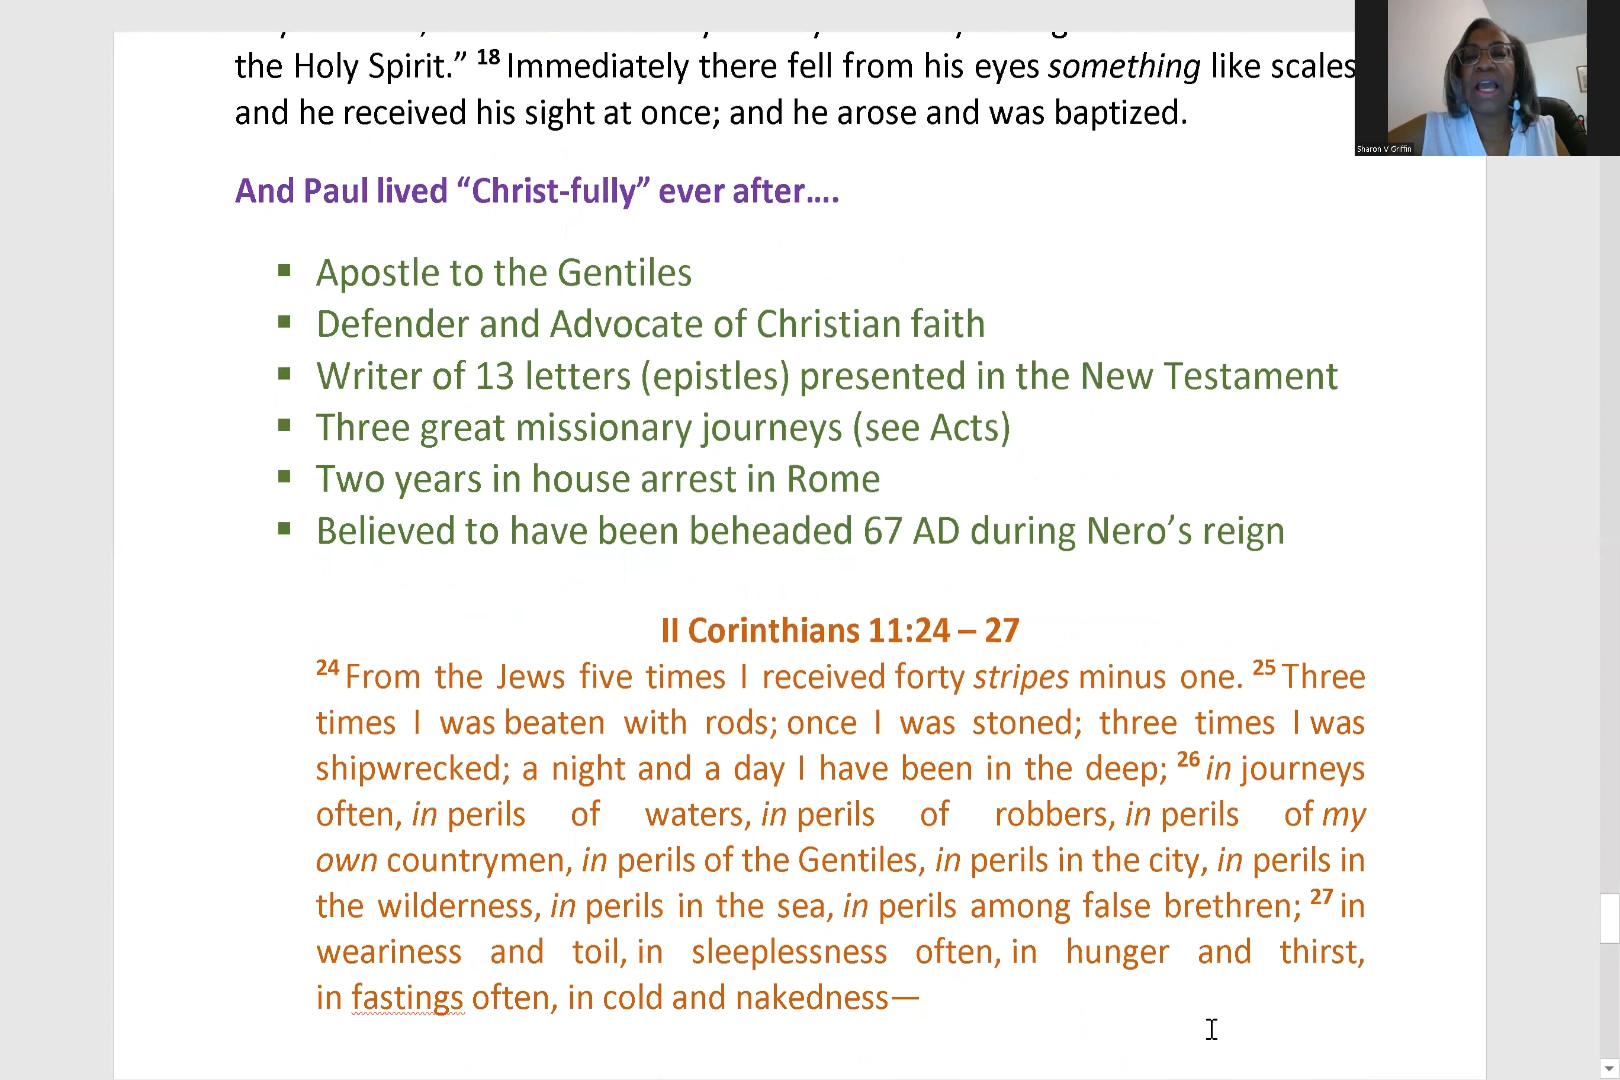 the Holy Spirit.” 18 Immediately there fell from his eyes something like scales
and he received his sight at once; and he arose and was baptized.
Sharon V Griffin
And Paul lived “Christ-fully” ever after….
▪ Apostle to the Gentiles
▪ Defender and Advocate of Christian faith
▪ Writer of 13 letters (epistles) presented in the New Testament
▪ Three great missionary journeys (see Acts)
▪ Two years in house arrest in Rome
▪ Believed to have been beheaded 67 AD during Nero’s reign
II Corinthians 11:24 – 27
24 From the Jews five times I received forty stripes minus one. 25 Three
times I was beaten with rods; once I was stoned; three times I was
shipwrecked; a night and a day I have been in the deep; 26 in journeys
often, in perils of waters, in perils of robbers, in perils of my
own countrymen, in perils of the Gentiles, in perils in the city, in perils in
the wilderness, in perils in the sea, in perils among false brethren; 27 in
weariness and toil, in sleeplessness often, in hunger and thirst,
in fastings often, in cold and nakedness—